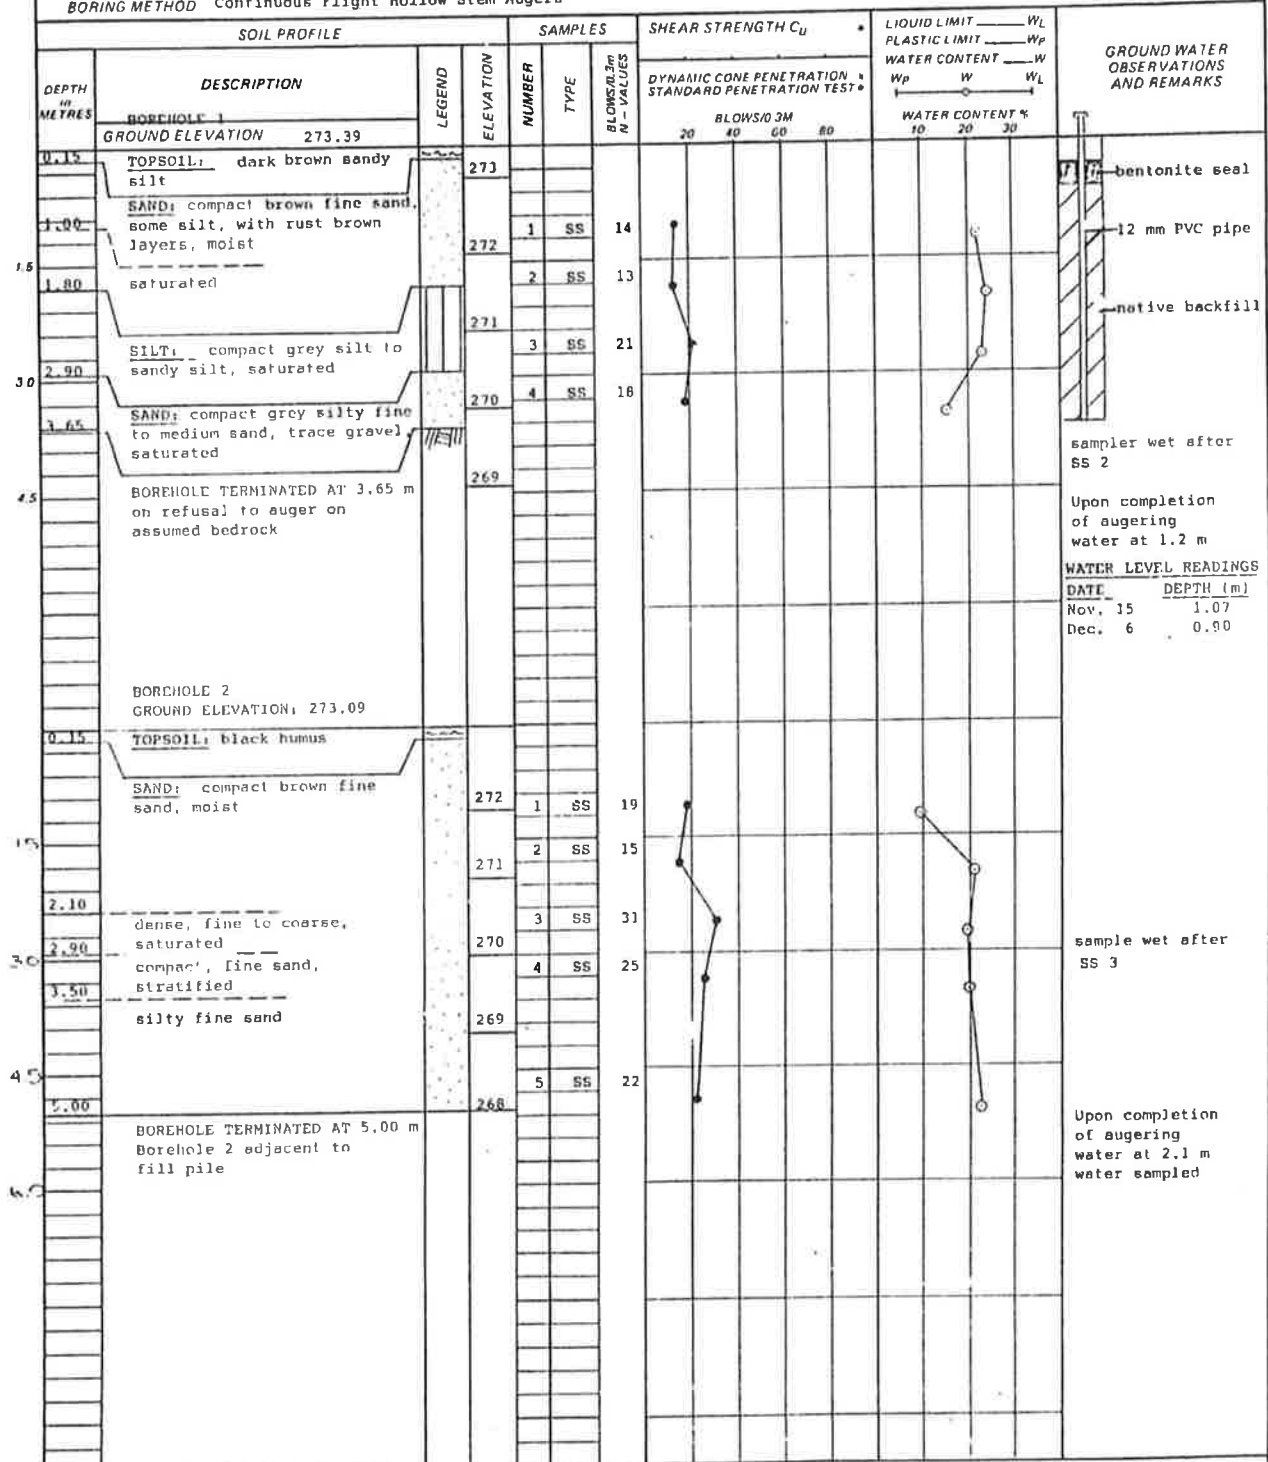 BORING METHOD Continuous Flight Hollow Stem Augers
SOIL PROFILE
SAMPLES
SHEAR STRENGTH Cu
LIQUID LIMIT WL
PLASTIC LIMIT WP
WATER CONTENT W
WP W WL
GROUND WATER
OBSERVATIONS
AND REMARKS
DEPTH
in
METRES
DESCRIPTION
LEGEND
ELEVATION
NUMBER
TYPE
BLOWS/0.3m
N - VALUES
DYNAMIC CONE PENETRATION
STANDARD PENETRATION TEST
BLOWS/0.3M
20 40 60 80
WATER CONTENT %
10 20 30
BOREHOLE 1
GROUND ELEVATION 273.39
0.15
TOPSOIL: dark brown sandy
silt
273
bentonite seal
SAND: compact brown fine sand,
1.00
some silt, with rust brown
layers, moist
1 SS 14
12 mm PVC pipe
272
1.5
1.80
saturated
2 SS 13
native backfill
271
SILT: compact grey silt to
sandy silt, saturated
3 SS 21
2.90
3.0
4 SS 18
270
SAND: compact grey silty fine
to medium sand, trace gravel,
saturated
3.65
sampler wet after
SS 2
269
BOREHOLE TERMINATED AT 3.65 m
on refusal to auger on
assumed bedrock
4.5
Upon completion
of augering
water at 1.2 m
WATER LEVEL READINGS
DATE DEPTH (m)
Nov. 15 1.07
Dec. 6 0.90
BOREHOLE 2
GROUND ELEVATION: 273.09
0.15
TOPSOIL: black humus
SAND: compact brown fine
sand, moist
272
1 SS 19
1.5
2 SS 15
271
2.10
dense, fine to coarse,
saturated
3 SS 31
270
sample wet after
SS 3
2.90
3.0
compact, fine sand,
stratified
4 SS 25
3.50
silty fine sand
269
4.5
5 SS 22
5.00
268
BOREHOLE TERMINATED AT 5.00 m
Borehole 2 adjacent to
fill pile
Upon completion
of augering
water at 2.1 m
water sampled
6.0